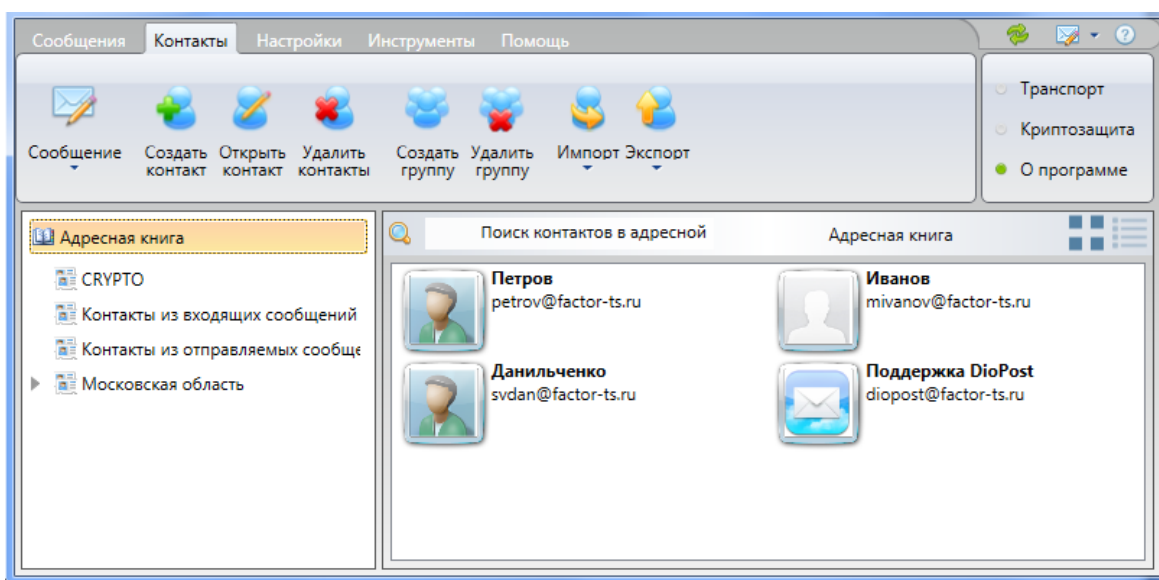 Сообщения Контакты Настройки Инструменты Помощь
Сообщение Создать контакт Открыть контакт Удалить контакты Создать группу Удалить группу Импорт Экспорт
Транспорт
Криптозащита
О программе
Адресная книга
CRYPTO
Контакты из входящих сообщений
Контакты из отправляемых сообще
Московская область
Поиск контактов в адресной Адресная книга
Петров
petrov@factor-ts.ru
Иванов
mivanov@factor-ts.ru
Данильченко
svdan@factor-ts.ru
Поддержка DioPost
diopost@factor-ts.ru